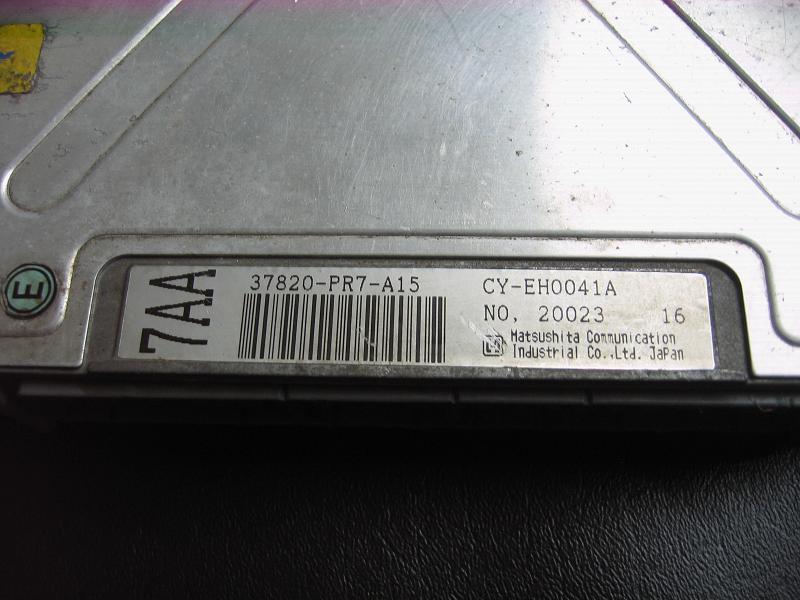 E
7AA
37820-PR7-A15
CY-EH0041A
NO, 20023 16
Matsushita Communication
Industrial Co.,Ltd. JaPan